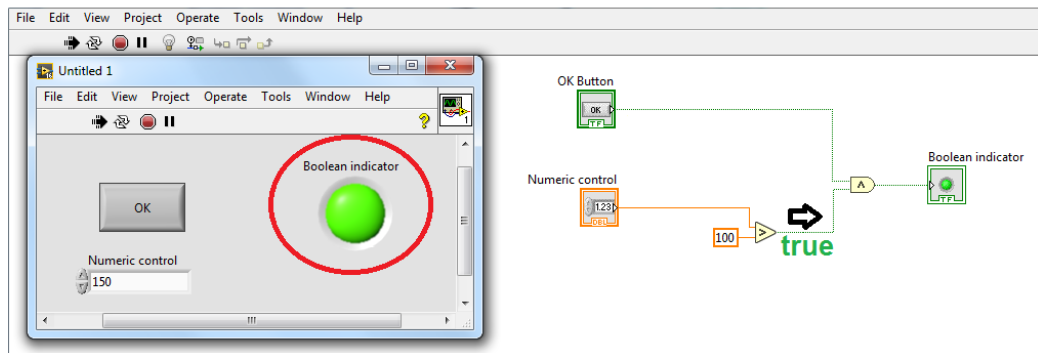 File Edit View Project Operate Tools Window Help
Untitled 1
File Edit View Project Operate Tools Window Help
1
Boolean indicator
OK
Numeric control
150
OK Button
OK
TF
Numeric control
1.23
DBL
100
>
true
∧
Boolean indicator
TF